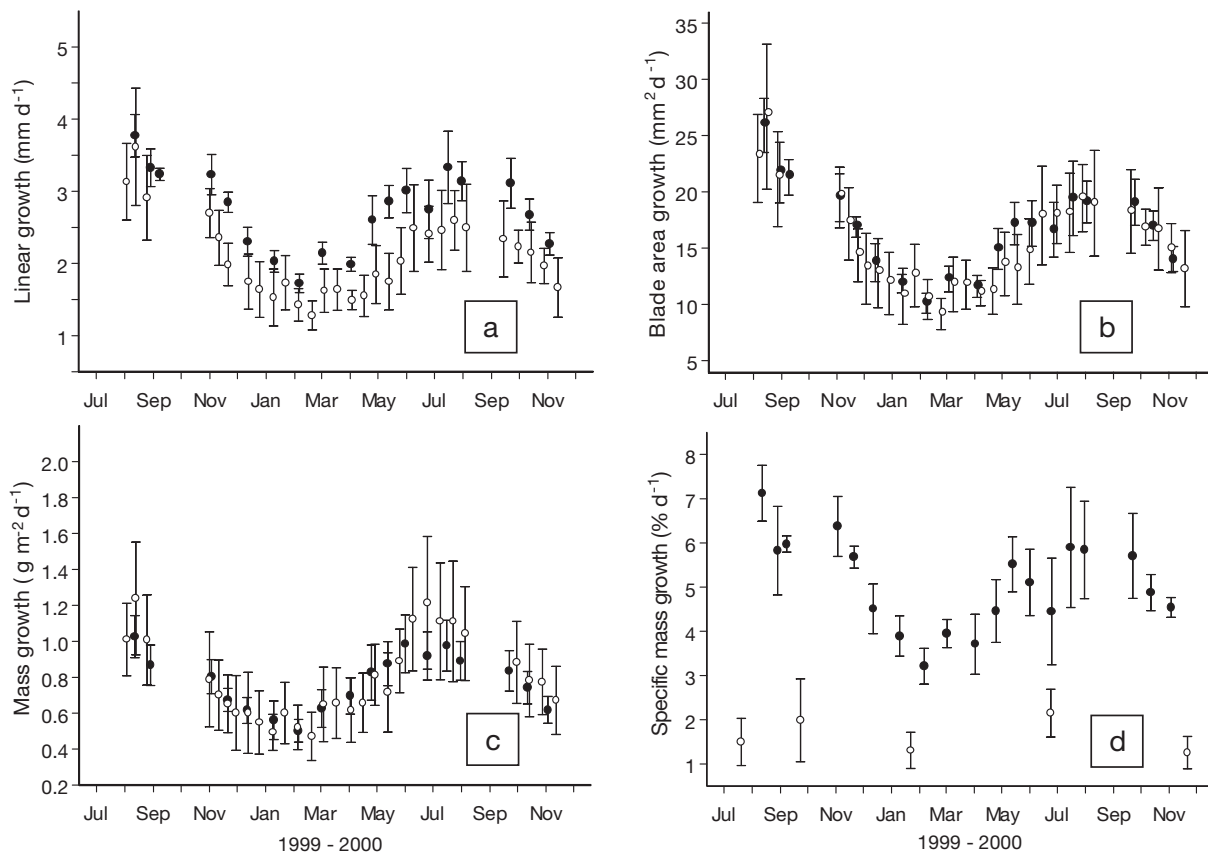 Linear growth (mm d-1)
5
4
3
2
1
a
Jul Sep Nov Jan Mar May Jul Sep Nov
Blade area growth (mm2 d-1)
35
30
25
20
15
10
5
b
Jul Sep Nov Jan Mar May Jul Sep Nov
Mass growth ( g m-2 d-1)
2.0
1.8
1.6
1.4
1.2
1.0
0.8
0.6
0.4
0.2
c
Jul Sep Nov Jan Mar May Jul Sep Nov
1999 - 2000
Specific mass growth (% d-1)
8
7
6
5
4
3
2
1
d
Jul Sep Nov Jan Mar May Jul Sep Nov
1999 - 2000